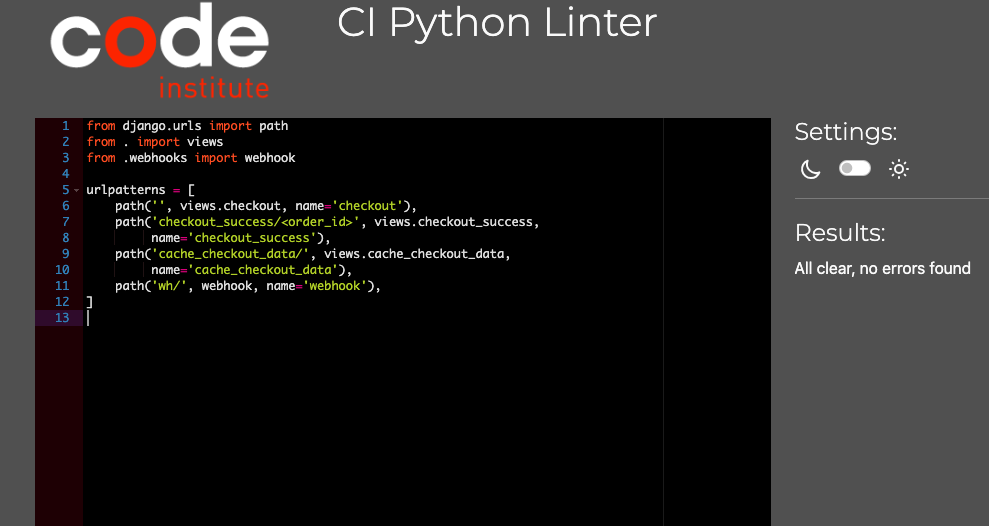 code
institute
CI Python Linter
1 from django.urls import path
2 from . import views
3 from .webhooks import webhook
4
5 urlpatterns = [
6     path('', views.checkout, name='checkout'),
7     path('checkout_success/<order_id>', views.checkout_success,
8          name='checkout_success'),
9     path('cache_checkout_data/', views.cache_checkout_data,
10          name='cache_checkout_data'),
11     path('wh/', webhook, name='webhook'),
12 ]
13
Settings:
Results:
All clear, no errors found